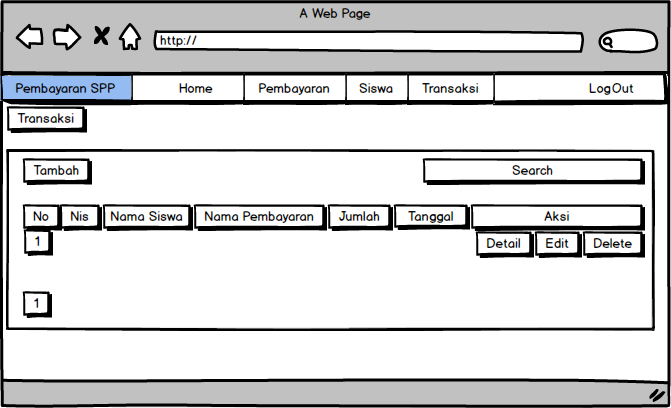 A Web Page
http://
Pembayaran SPP Home Pembayaran Siswa Transaksi LogOut
Transaksi
Tambah Search
No Nis Nama Siswa Nama Pembayaran Jumlah Tanggal Aksi
1 Detail Edit Delete
1